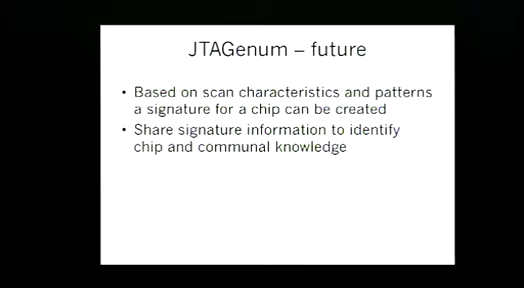 JTAGenum – future
• Based on scan characteristics and patterns
a signature for a chip can be created
• Share signature information to identify
chip and communal knowledge